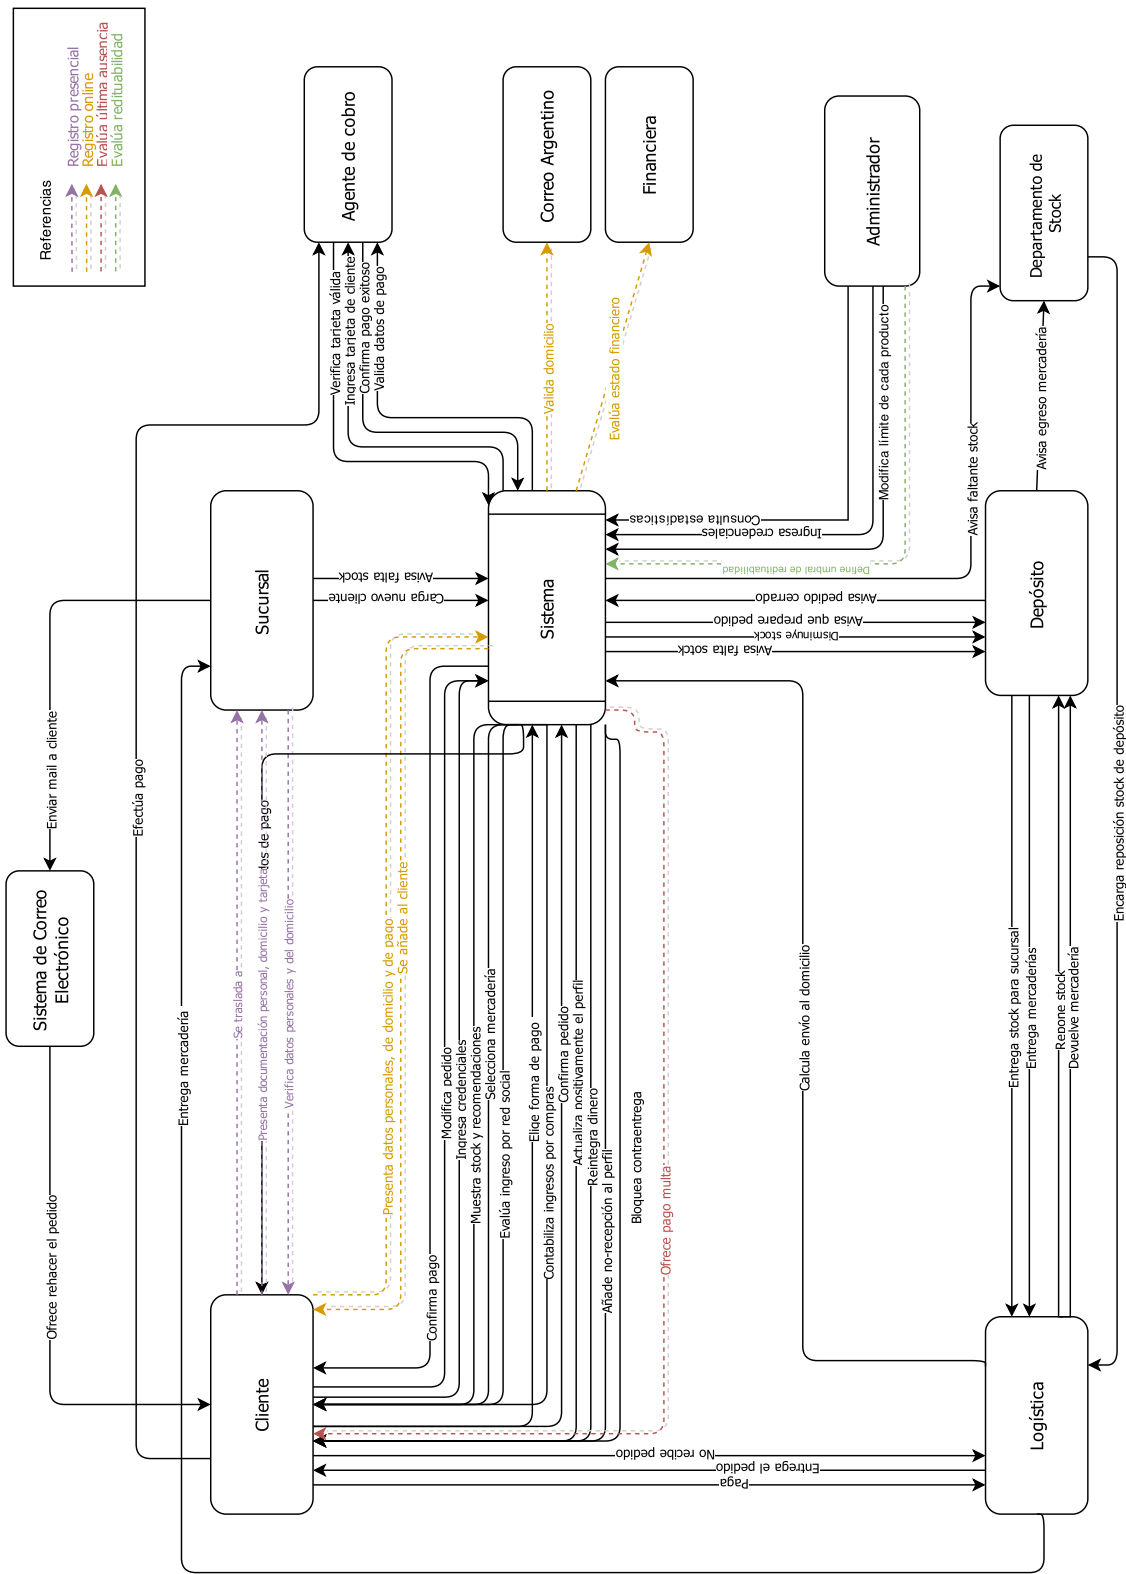 Referencias
Registro presencial
Registro online
Evalúa última ausencia
Evalúa redituabilidad
Agente de cobro
Correo Argentino
Financiera
Administrador
Departamento de
Stock
Verifica tarjeta válida
Ingresa tarjeta de cliente
Confirma pago exitoso
Valida datos de pago
Valida domicilio
Evalúa estado financiero
Modifica límite de cada producto
Consulta estadísticas
Ingresa credenciales
Define umbral de redituabilidad
Avisa faltante stock
Avisa egreso mercadería
Sucursal
Sistema
Depósito
Avisa falta stock
Carga nuevo cliente
Avisa pedido cerrado
Avisa que prepare pedido
Disminuye stock
Avisa falta sotck
Enviar mail a cliente
Efectúa pago
Encarga reposición stock de depósito
Sistema de Correo
Electrónico
Se traslada a
Presenta documentación personal, domicilio y tarjeta
os de pago
Verifica datos personales y del domicilio
Presenta datos personales, de domicilio y de pago
Se añade al cliente
Entrega mercadería
Ofrece rehacer el pedido
Confirma pago
Modifica pedido
Ingresa credenciales
Muestra stock y recomendaciones
Selecciona mercadería
Evalúa ingreso por red social
Elige forma de pago
Contabiliza ingresos por compras
Confirma pedido
Actualiza positivamente el perfil
Reintegra dinero
Añade no-recepción al perfil
Bloquea contraentrega
Ofrece pago multa
Calcula envío al domicilio
Entrega stock para sucursal
Entrega mercaderías
Repone stock
Devuelve mercadería
Cliente
Logística
No recibe pedido
Entrega el pedido
Paga